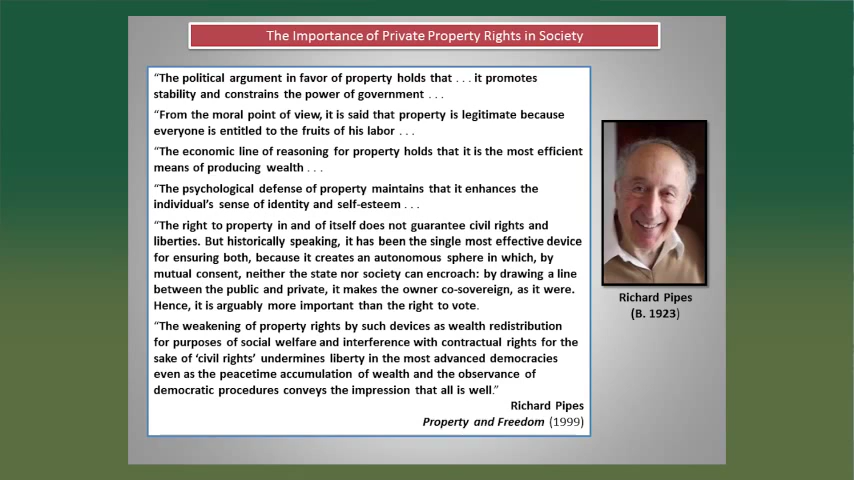 The Importance of Private Property Rights in Society
“The political argument in favor of property holds that . . . it promotes
stability and constrains the power of government . . .
“From the moral point of view, it is said that property is legitimate because
everyone is entitled to the fruits of his labor . . .
“The economic line of reasoning for property holds that it is the most efficient
means of producing wealth . . .
“The psychological defense of property maintains that it enhances the
individual’s sense of identity and self-esteem . . .
“The right to property in and of itself does not guarantee civil rights and
liberties. But historically speaking, it has been the single most effective device
for ensuring both, because it creates an autonomous sphere in which, by
mutual consent, neither the state nor society can encroach: by drawing a line
between the public and private, it makes the owner co-sovereign, as it were.
Hence, it is arguably more important than the right to vote.
“The weakening of property rights by such devices as wealth redistribution
for purposes of social welfare and interference with contractual rights for the
sake of ‘civil rights’ undermines liberty in the most advanced democracies
even as the peacetime accumulation of wealth and the observance of
democratic procedures conveys the impression that all is well.”
Richard Pipes
Property and Freedom (1999)
Richard Pipes
(B. 1923)